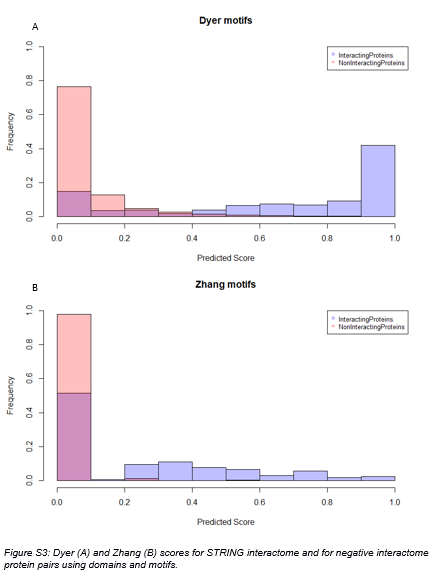 A
Dyer motifs
InteractingProteins
NonInteractingProteins
Frequency
0.0 0.2 0.4 0.6 0.8 1.0
0.0 0.2 0.4 0.6 0.8 1.0
Predicted Score
B
Zhang motifs
InteractingProteins
NonInteractingProteins
Frequency
0.0 0.2 0.4 0.6 0.8 1.0
0.0 0.2 0.4 0.6 0.8 1.0
Predicted Score
Figure S3: Dyer (A) and Zhang (B) scores for STRING interactome and for negative interactome
protein pairs using domains and motifs.